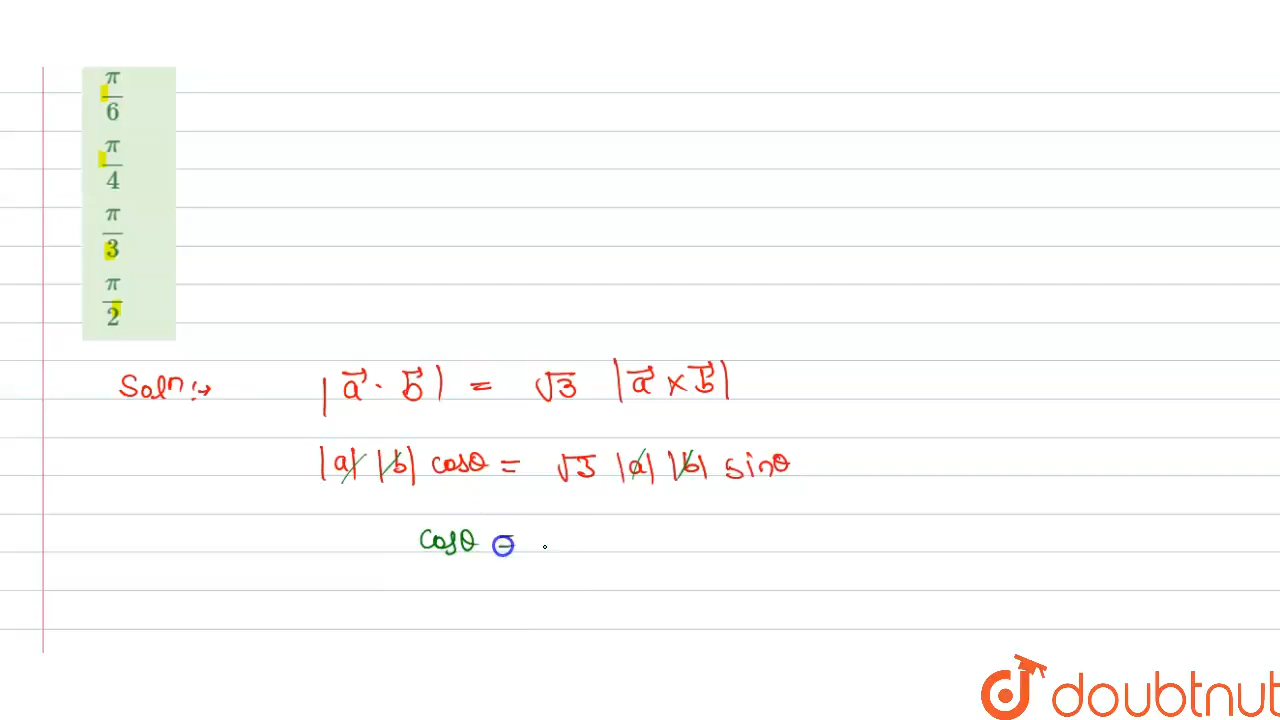 π/6
π/4
π/3
π/2
Soln :→ |a⃗ · b⃗| = √3 |a⃗ × b⃗|
|a| |b| cosθ = √3 |a| |b| sinθ
cosθ =
doubtnut